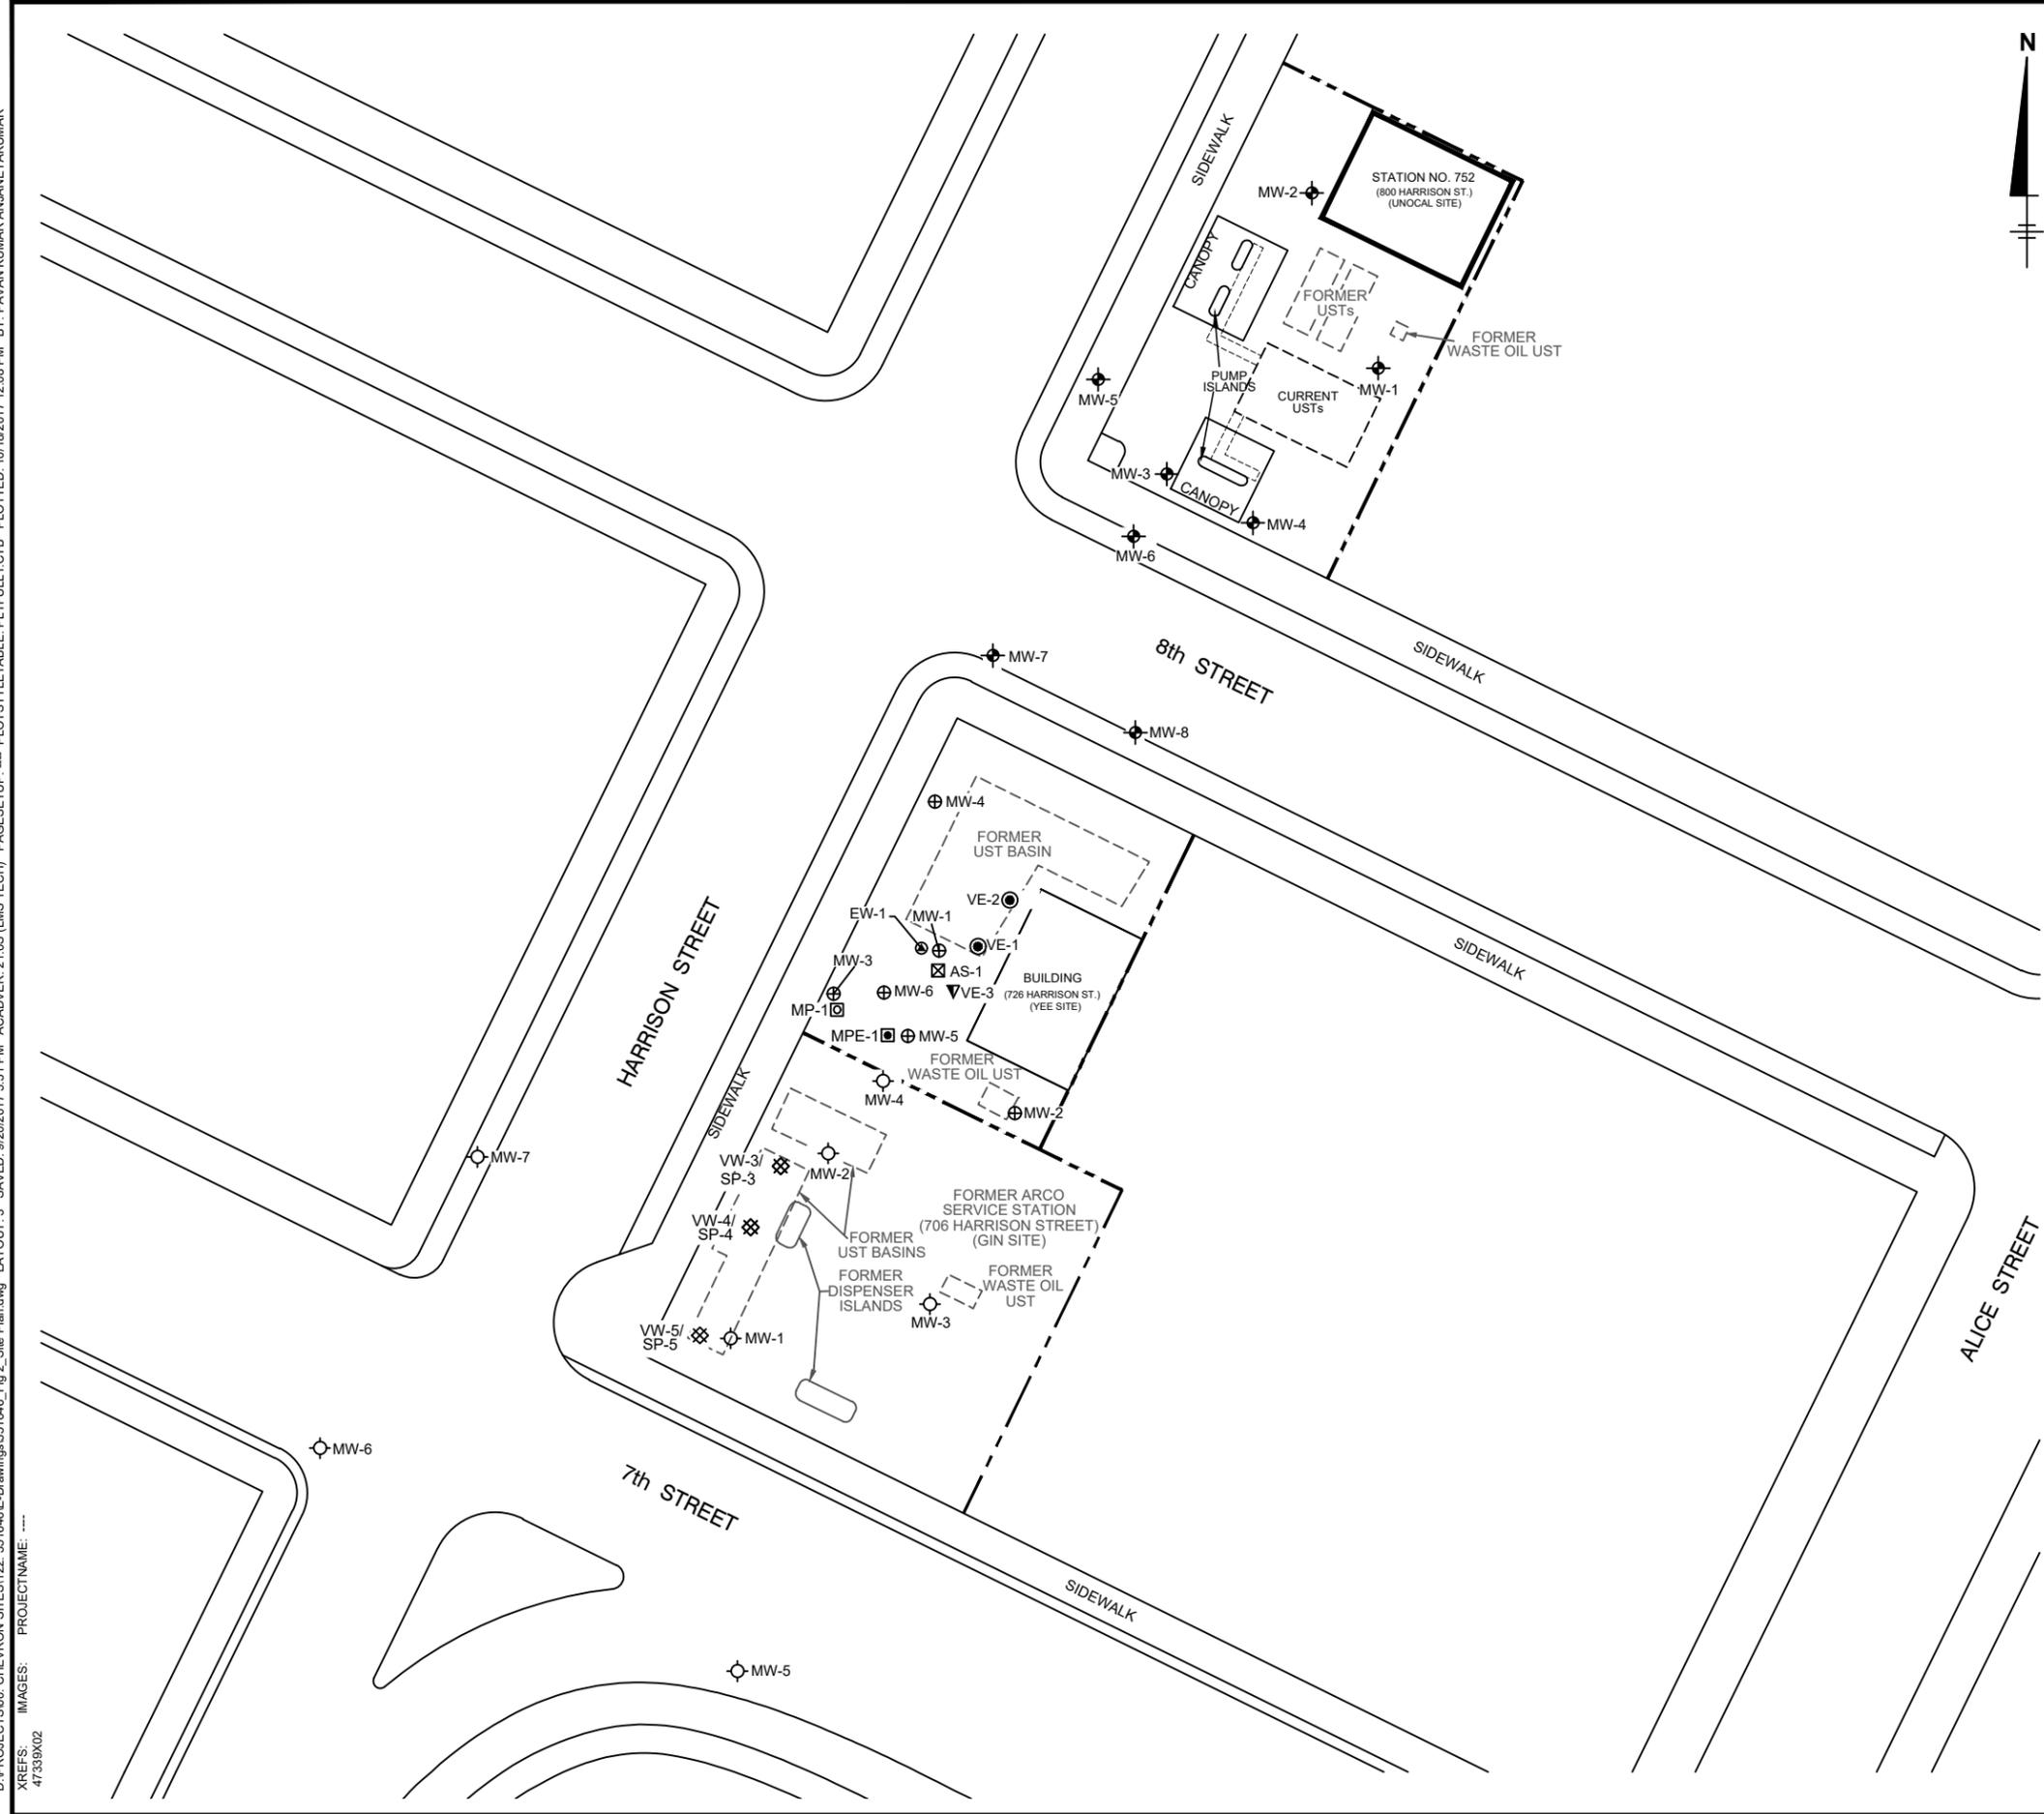 N
SIDEWALK
STATION NO. 752
(800 HARRISON ST.)
(UNOCAL SITE)
MW-2
CANOPY
FORMER
USTs
FORMER
WASTE OIL UST
PUMP
ISLANDS
MW-1
CURRENT
USTs
MW-5
MW-3
CANOPY
MW-4
MW-6
8th STREET
SIDEWALK
MW-7
MW-8
MW-4
FORMER
UST BASIN
VE-2
EW-1
MW-1
VE-1
SIDEWALK
MW-3
AS-1
BUILDING
(726 HARRISON ST.)
(YEE SITE)
MW-6
VE-3
MP-1
MPE-1
MW-5
HARRISON STREET
FORMER
WASTE OIL UST
MW-4
MW-2
SIDEWALK
MW-7
VW-3/
SP-3
MW-2
FORMER ARCO
SERVICE STATION
(706 HARRISON STREET)
(GIN SITE)
VW-4/
SP-4
FORMER
UST BASINS
FORMER
DISPENSER
ISLANDS
FORMER
WASTE OIL
UST
MW-3
VW-5/
SP-5
MW-1
ALICE STREET
MW-6
7th STREET
SIDEWALK
MW-5
XREFS: IMAGES: PROJECTNAME: ----
47339X02